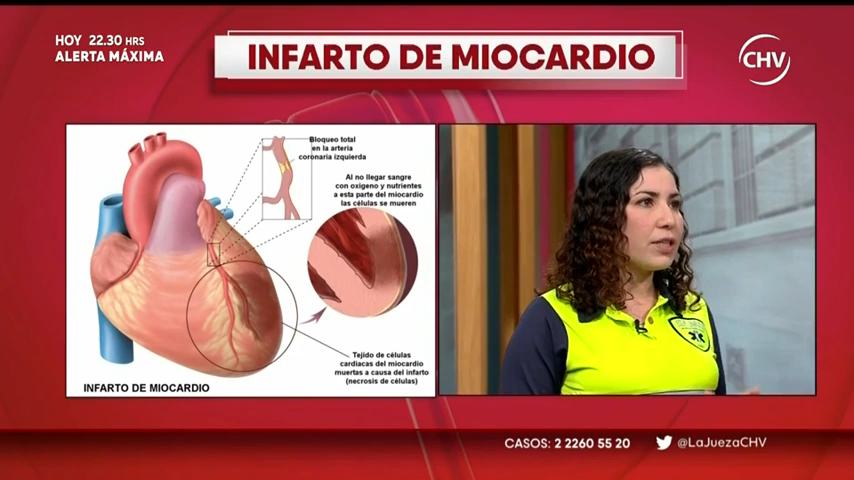 HOY 22.30 HRS
ALERTA MÁXIMA
INFARTO DE MIOCARDIO
CHV
Bloqueo total
en la arteria
coronaria izquierda
Al no llegar sangre
con oxigeno y nutrientes
a esta parte del miocardio
las células se mueren
Tejido de células
cardiacas del miocardio
muertas a causa del infarto
(necrosis de células)
INFARTO DE MIOCARDIO
CASOS: 2 2260 55 20
@LaJuezaCHV